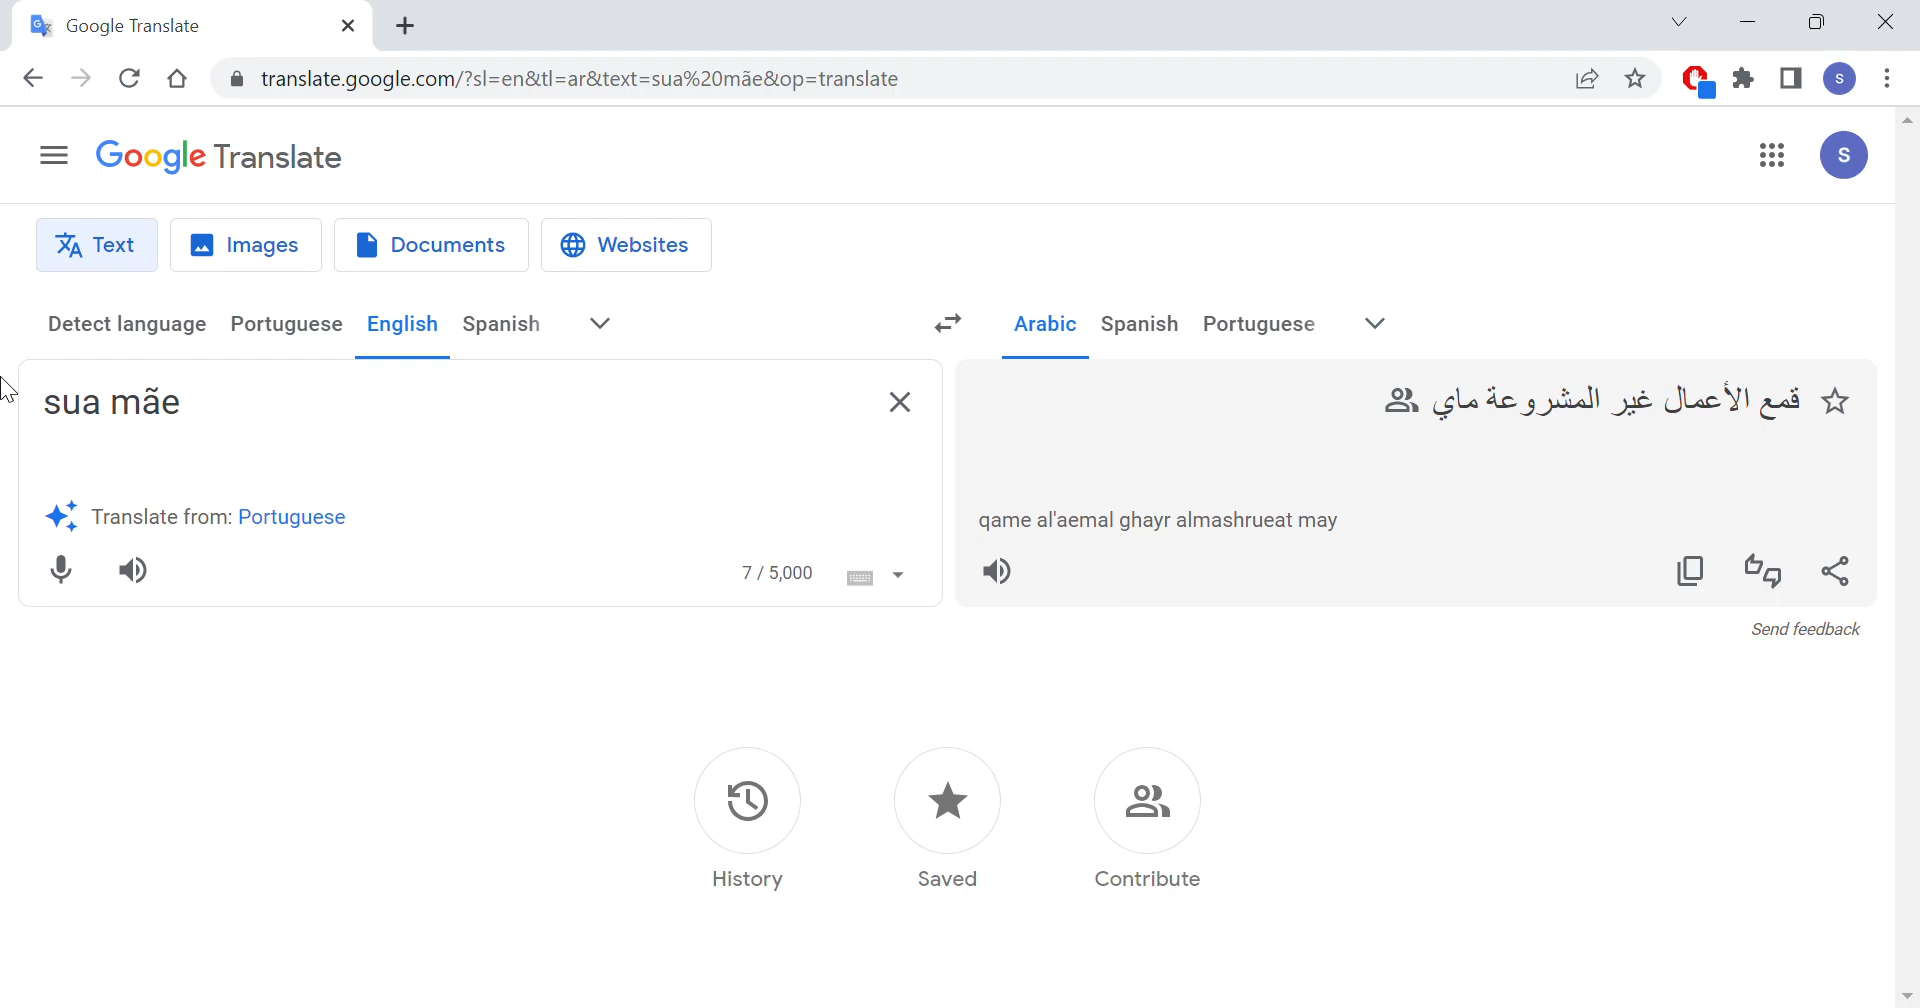 Google Translate
translate.google.com/?sl=en&tl=ar&text=sua%20mãe&op=translate
S
Google Translate
S
Text Images Documents Websites
Detect language Portuguese English Spanish Arabic Spanish Portuguese
sua mãe
قمع الأعمال غير المشروعة ماي
Translate from: Portuguese
qame al'aemal ghayr almashrueat may
7 / 5,000
Send feedback
History Saved Contribute